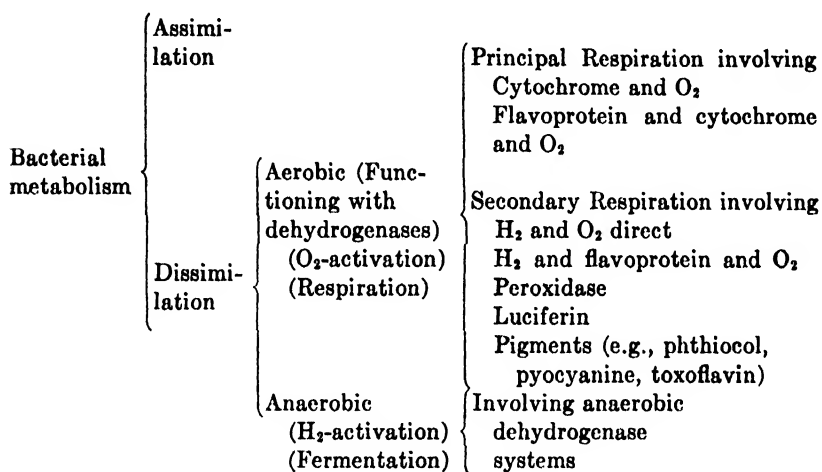 Bacterial
metabolism
Assimi-
lation
Dissimi-
lation
Aerobic (Func-
tioning with
dehydrogenases)
(O₂-activation)
(Respiration)
Anaerobic
(H₂-activation)
(Fermentation)
Principal Respiration involving
Cytochrome and O₂
Flavoprotein and cytochrome
and O₂
Secondary Respiration involving
H₂ and O₂ direct
H₂ and flavoprotein and O₂
Peroxidase
Luciferin
Pigments (e.g., phthiocol,
pyocyanine, toxoflavin)
Involving anaerobic
dehydrogenase
systems